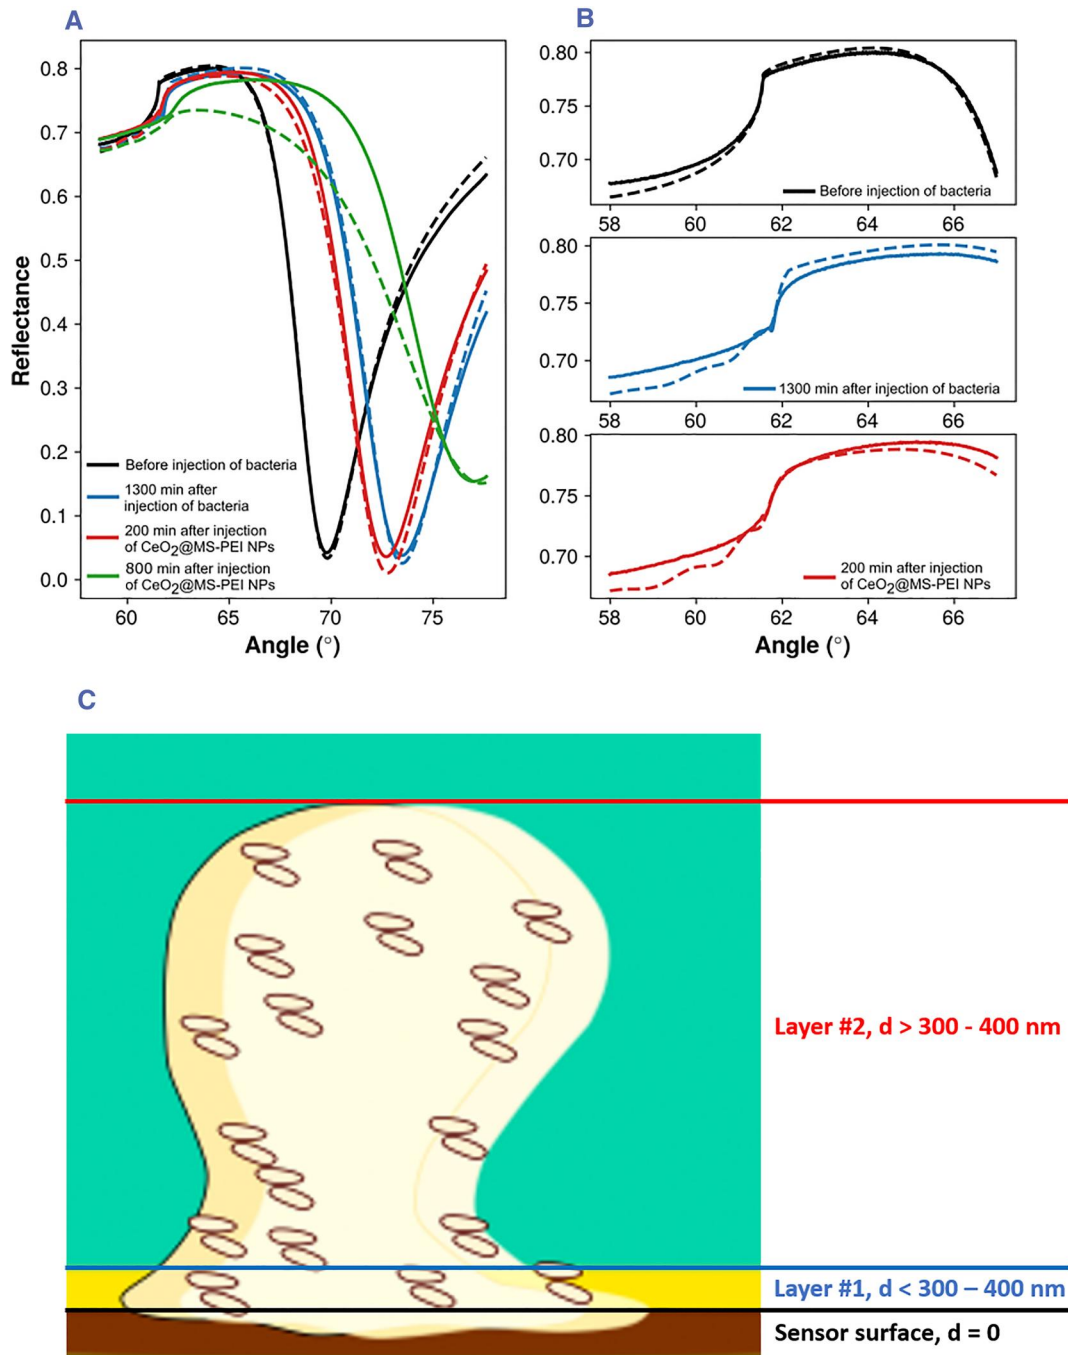 A
0.8
0.7
0.6
0.5
0.4
0.3
0.2
0.1
0.0
Reflectance
Before injection of bacteria
1300 min after
injection of bacteria
200 min after injection
of CeO2@MS-PEI NPs
800 min after injection
of CeO2@MS-PEI NPs
60 65 70 75
Angle (°)
B
0.80
0.75
0.70
Before injection of bacteria
58 60 62 64 66
0.80
0.75
0.70
1300 min after injection of bacteria
58 60 62 64 66
0.80
0.75
0.70
200 min after injection
of CeO2@MS-PEI NPs
58 60 62 64 66
Angle (°)
C
Layer #2, d > 300 - 400 nm
Layer #1, d < 300 – 400 nm
Sensor surface, d = 0